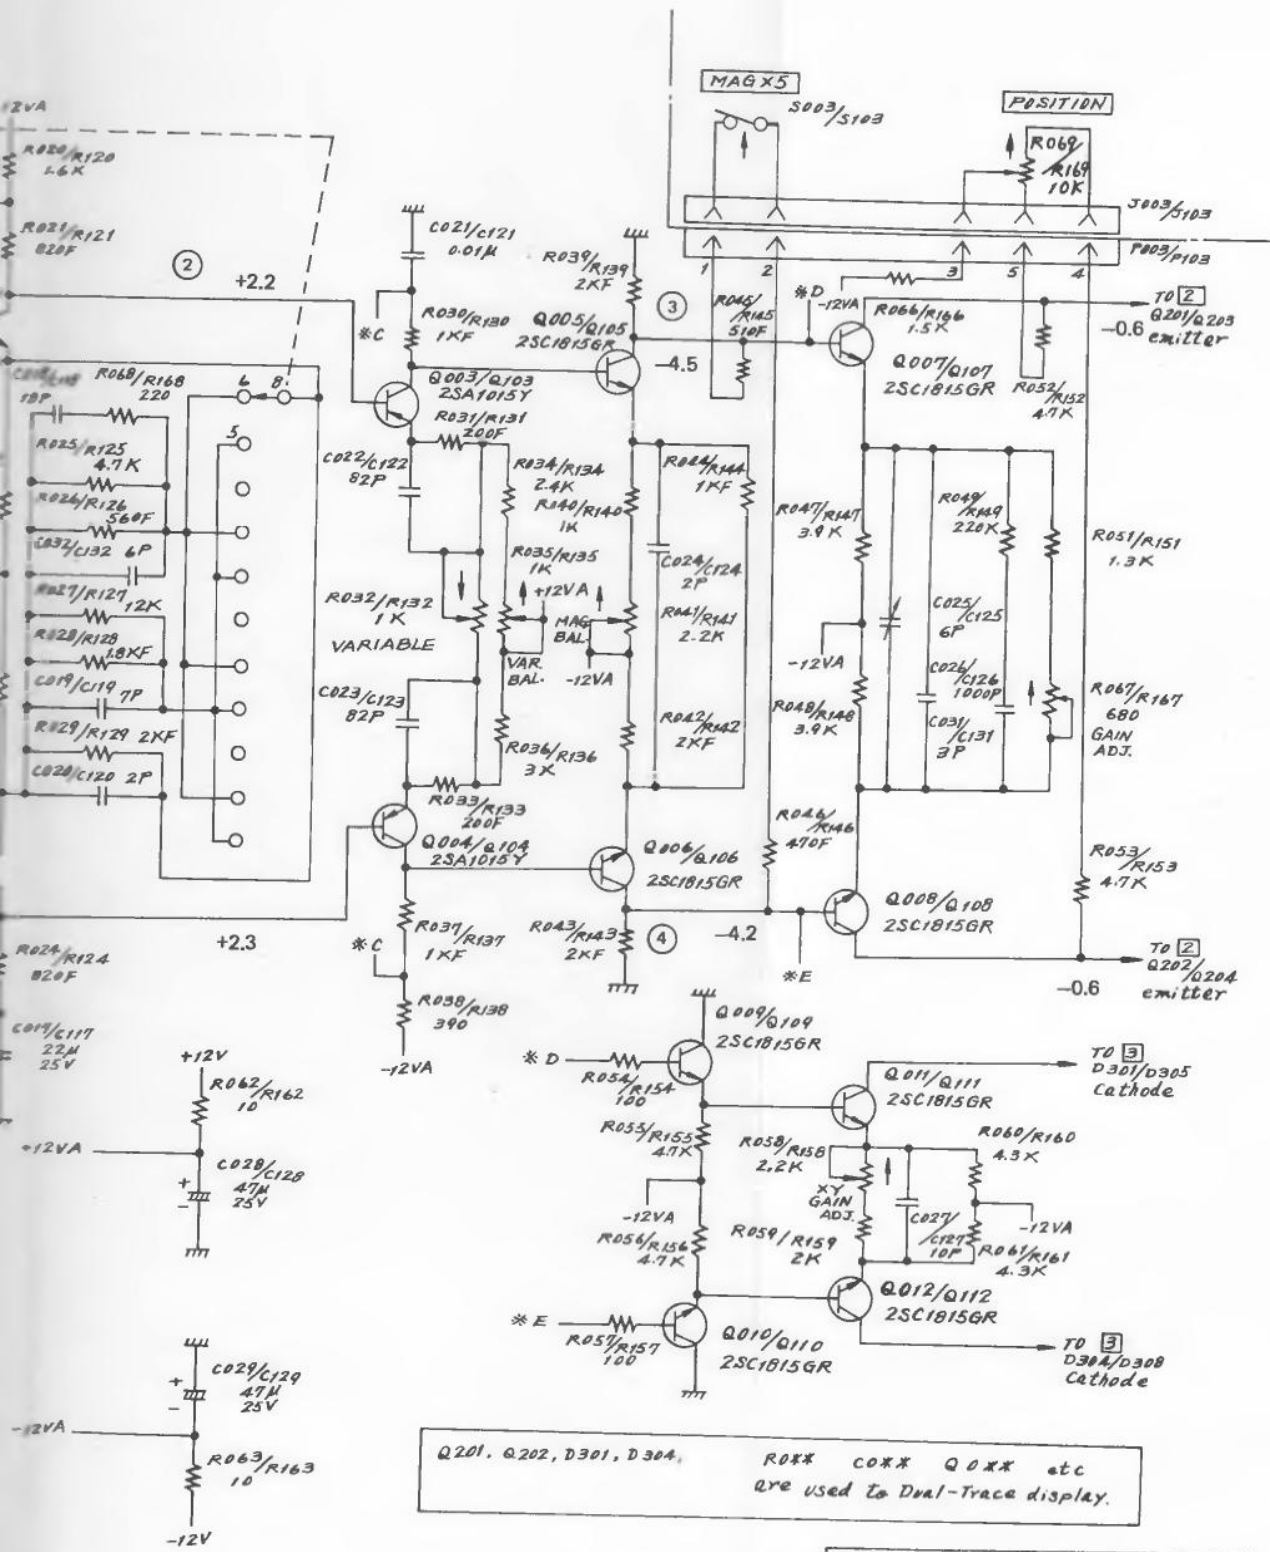 MAG X5
S003/S103
POSITION
R069/R169
10K
J003/J103
P003/P103
1
2
3
5
4
R020/R120
1.6K
R021/R121
820F
2
+2.2
C021/C121
0.01μ
※C
R030/R130
1KF
R039/R139
2KF
3
Q005/Q105
2SC1815GR
-4.5
R045/R145
510F
※D
-12VA
R066/R166
1.5K
Q007/Q107
2SC1815GR
TO 2
Q201/Q203
emitter
-0.6
R052/R152
4.7K
R068/R168
220
6
8
5
Q003/Q103
2SA1015Y
R031/R131
200F
R025/R125
4.7K
R026/R126
560F
C032/C132 6P
R027/R127
12K
R028/R128
1.8KF
C019/C119
7P
R029/R129 2KF
C020/C120 2P
C022/C122
82P
R034/R134
2.4K
R140/R140
1K
R044/R144
1KF
R035/R135
1K
+12VA
R032/R132
1K
VARIABLE
VAR.
BAL.
MAG
BAL.
-12VA
C024/C124
2P
R041/R141
2.2K
R047/R147
3.9K
R049/R149
220K
R051/R151
1.3K
C025/C125
6P
-12VA
C026/C126
1000P
C031/C131
3P
R067/R167
680
GAIN
ADJ.
C023/C123
82P
R036/R136
3K
R042/R142
2KF
R048/R148
3.9K
R033/R133
200F
R046/R146
470F
Q004/Q104
2SA1015Y
Q006/Q106
2SC1815GR
R053/R153
4.7K
Q008/Q108
2SC1815GR
+2.3
※C
R037/R137
1KF
R043/R143
2KF
4
-4.2
※E
TO 2
Q202/Q204
emitter
-0.6
R024/R124
820F
R038/R138
390
-12VA
22μ
25V
+12V
R062/R162
10
+12VA
C028/C128
47μ
25V
Q009/Q109
2SC1815GR
※D
R054/R154
100
R055/R155
4.7K
Q011/Q111
2SC1815GR
TO 3
D301/D305
Cathode
R058/R158
2.2K
R060/R160
4.3K
XY
GAIN
ADJ.
-12VA
R056/R156
4.7K
R059/R159
2K
C027/C127
10P
-12VA
R061/R161
4.3K
※E
R057/R157
100
Q010/Q110
2SC1815GR
Q012/Q112
2SC1815GR
TO 3
D304/D308
Cathode
C029/C129
47μ
25V
-12VA
R063/R163
10
-12V
Q201. Q202, D301, D304, R0※※ C0※※ Q0※※ etc
are used to Dual-Trace display.